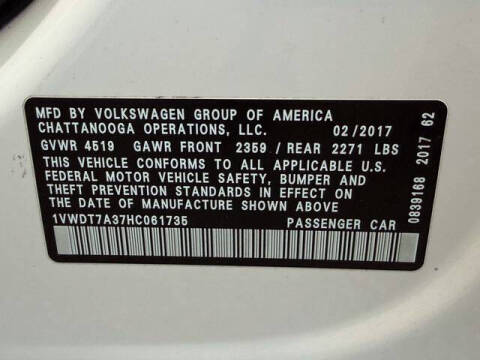 MFD BY VOLKSWAGEN GROUP OF AMERICA
CHATTANOOGA OPERATIONS, LLC. 02/2017
GVWR 4519 GAWR FRONT 2359 / REAR 2271 LBS
THIS VEHICLE CONFORMS TO ALL APPLICABLE
FEDERAL MOTOR VEHICLE SAFETY, BUMPER AND
THEFT PREVENTION STANDARDS IN EFFECT ON
THE DATE OF MANUFACTURE SHOWN ABOVE
1VWDT7A37HC061735 PASSENGER CAR
0839168 2017 62